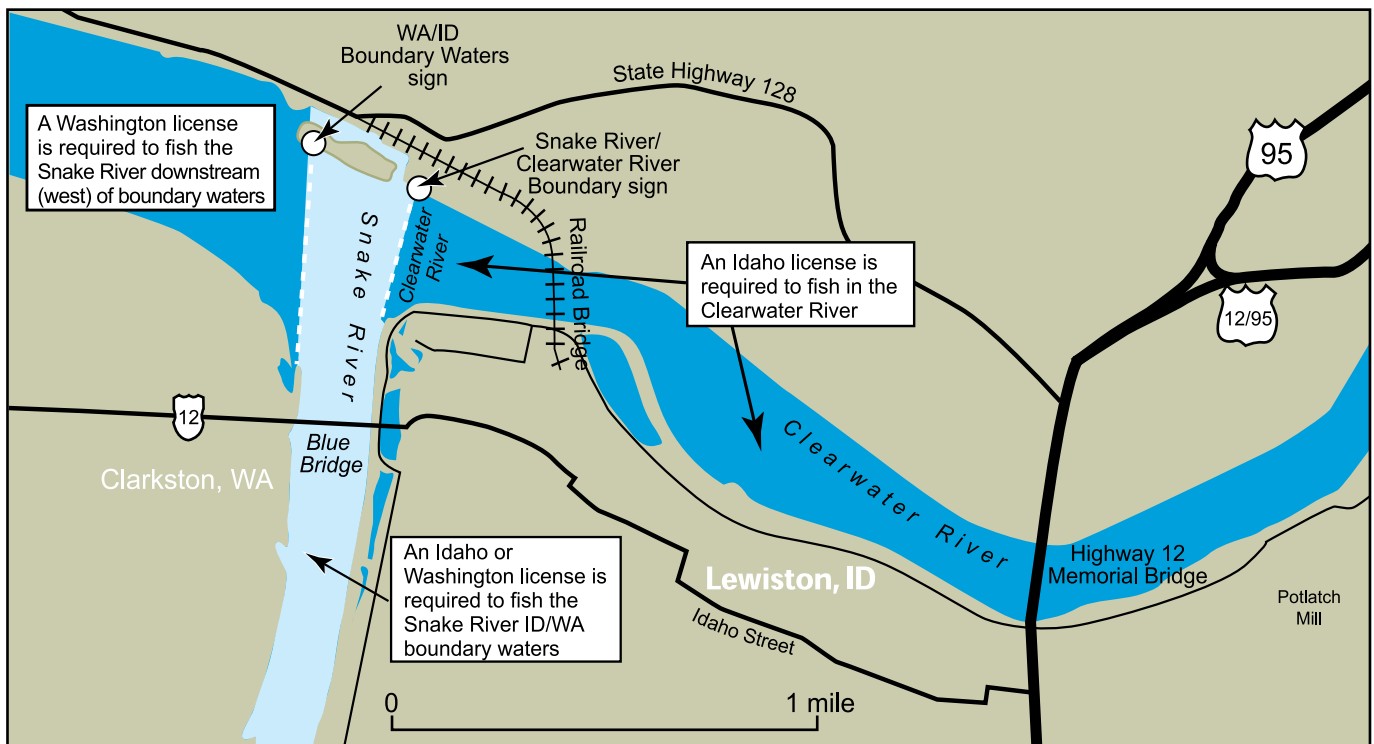 WA/ID
Boundary Waters
sign
State Highway 128
A Washington license
is required to fish the
Snake River downstream
(west) of boundary waters
Snake River/
Clearwater River
Boundary sign
95
Snake River
Clearwater
River
Railroad Bridge
An Idaho license is
required to fish in the
Clearwater River
12/95
12
Blue
Bridge
Clarkston, WA
Clearwater River
An Idaho or
Washington license is
required to fish the
Snake River ID/WA
boundary waters
Lewiston, ID
Idaho Street
Highway 12
Memorial Bridge
Potlatch
Mill
0
1 mile